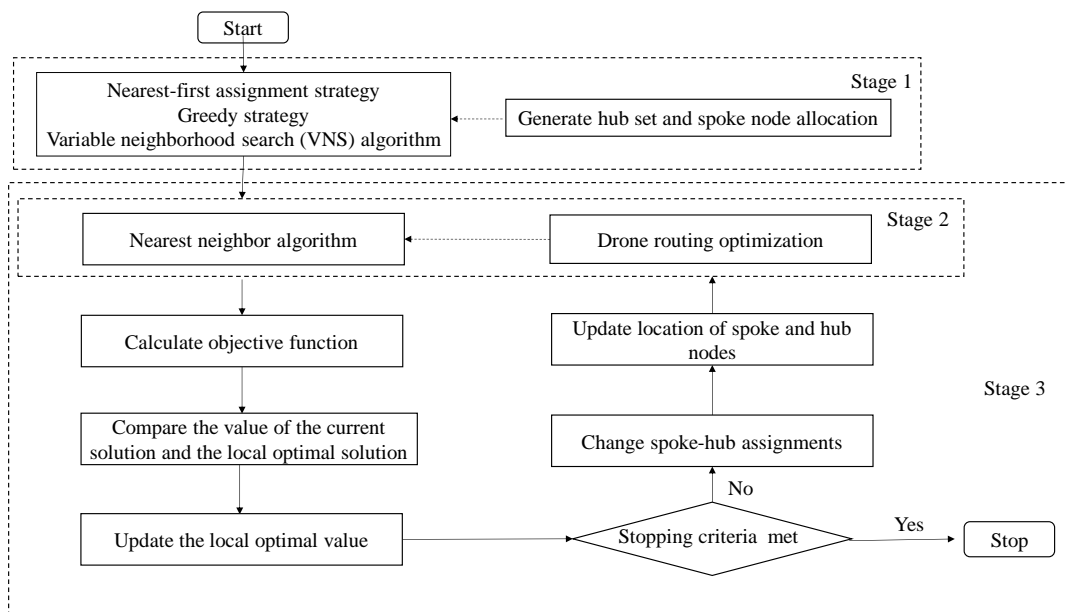 Start
Stage 1
Nearest-first assignment strategy
Greedy strategy
Variable neighborhood search (VNS) algorithm
Generate hub set and spoke node allocation
Stage 2
Nearest neighbor algorithm
Drone routing optimization
Calculate objective function
Update location of spoke and hub
nodes
Stage 3
Compare the value of the current
solution and the local optimal solution
Change spoke-hub assignments
No
Update the local optimal value
Stopping criteria met
Yes
Stop